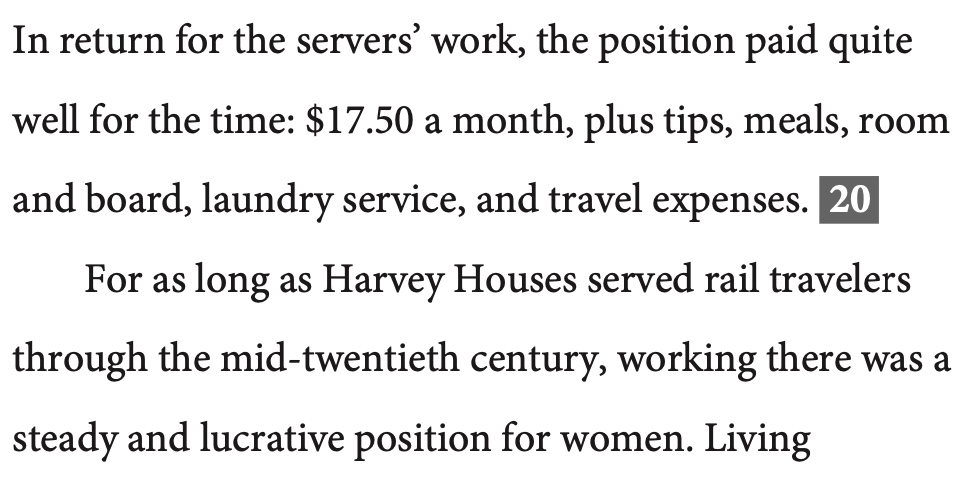 In return for the servers’ work, the position paid quite
well for the time: $17.50 a month, plus tips, meals, room
and board, laundry service, and travel expenses. 20
For as long as Harvey Houses served rail travelers
through the mid-twentieth century, working there was a
steady and lucrative position for women. Living